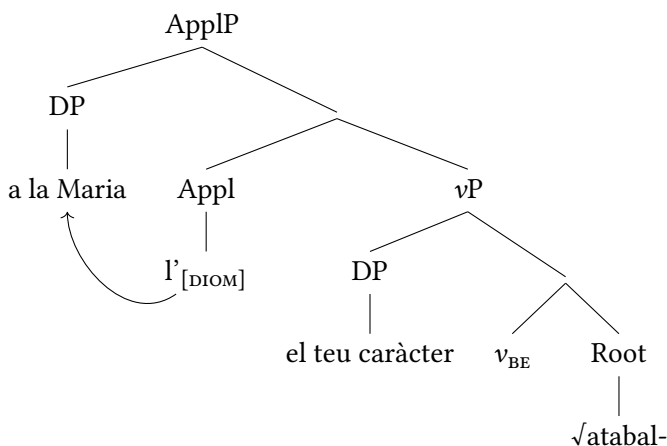 ApplP
DP
a la Maria Appl vP
l’[DIOM] DP
el teu caràcter vBE Root
√atabal-